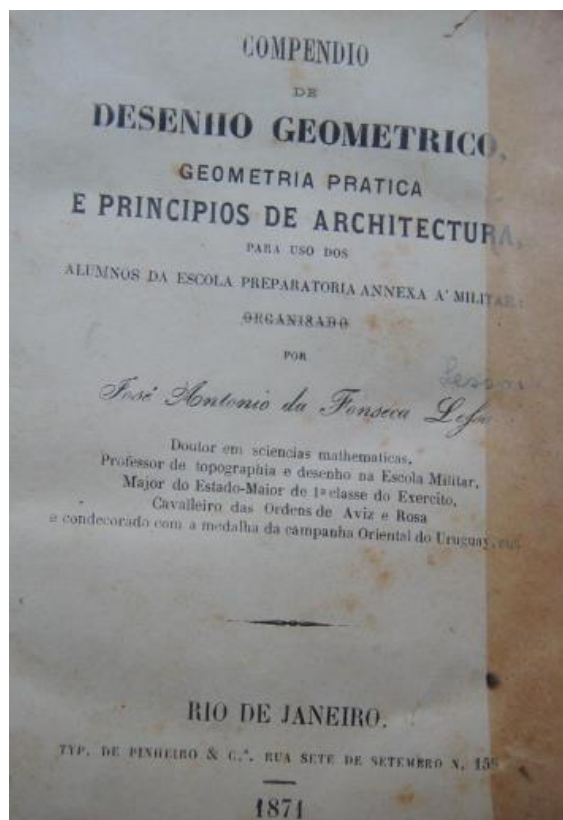 COMPENDIO
DE
DESENHO GEOMETRICO,
GEOMETRIA PRATICA
E PRINCIPIOS DE ARCHITECTURA,
PARA USO DOS
ALUMNOS DA ESCOLA PREPARATORIA ANNEXA A' MILITAR:
ORGANISADO
POR
José Antonio da Fonseca Lessa
Doutor em sciencias mathematicas,
Professor de topographia e desenho na Escola Militar,
Major do Estado-Maior de 1ª classe do Exercito,
Cavalleiro das Ordens de Aviz e Rosa
e condecorado com a medalha da campanha Oriental do Uruguay,
RIO DE JANEIRO.
TYP. DE PINHEIRO & C.ª, RUA SETE DE SETEMBRO N.
1871